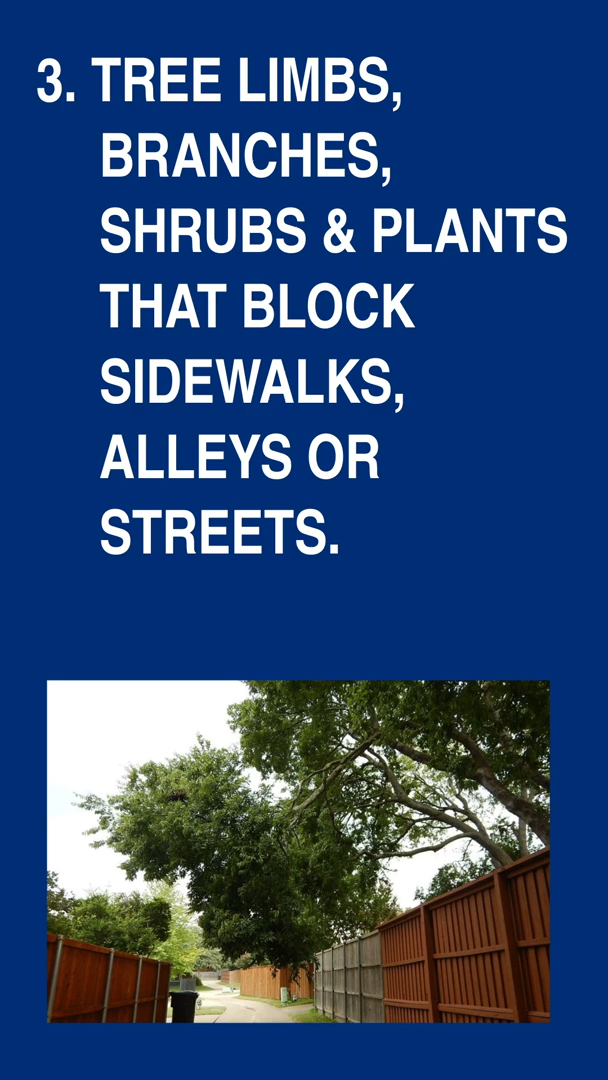 3. TREE LIMBS,
BRANCHES,
SHRUBS & PLANTS
THAT BLOCK
SIDEWALKS,
ALLEYS OR
STREETS.